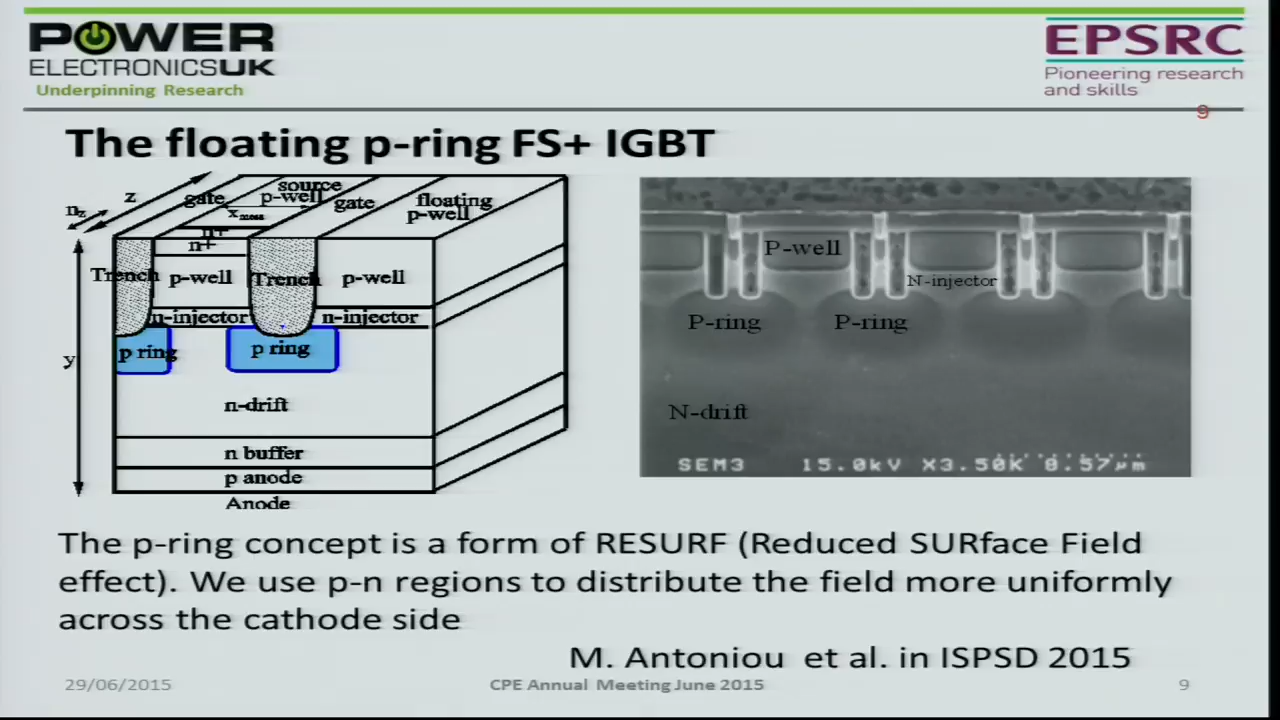 POWER
ELECTRONICSUK
Underpinning Research
EPSRC
Pioneering research
and skills
9
The floating p-ring FS+ IGBT
source
z
gate
p-well
gate
floating
p-well
n+
n+
Trench
p-well
Trench
p-well
n-injector
n-injector
p ring
p ring
y
n-drift
n buffer
p anode
Anode
P-well
N-injector
P-ring
P-ring
N-drift
SEM3 15.0kV X3.50K 8.57µm
The p-ring concept is a form of RESURF (Reduced SURface Field
effect). We use p-n regions to distribute the field more uniformly
across the cathode side
M. Antoniou et al. in ISPSD 2015
29/06/2015
CPE Annual Meeting June 2015
9